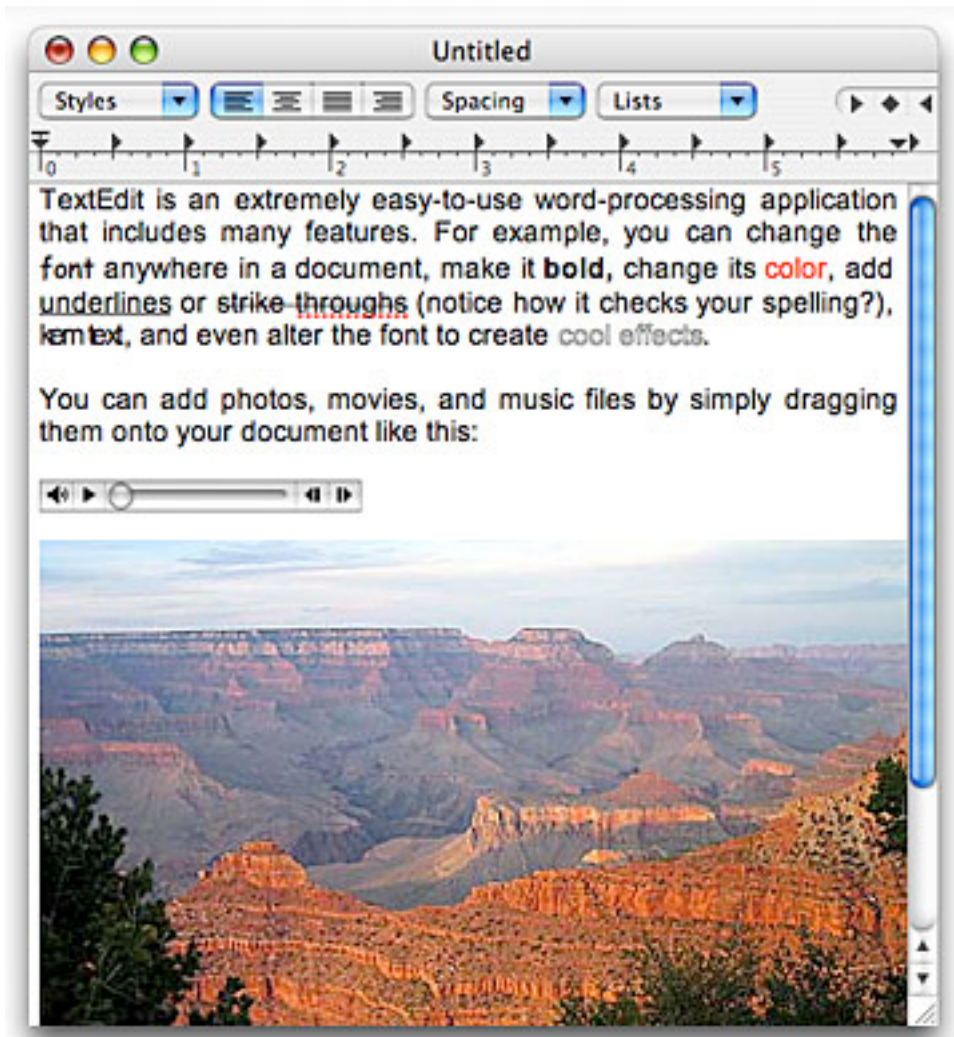 Untitled
Styles Spacing Lists
0 1 2 3 4 5
TextEdit is an extremely easy-to-use word-processing application
that includes many features. For example, you can change the
font anywhere in a document, make it bold, change its color, add
underlines or strike throughs (notice how it checks your spelling?),
kern text, and even alter the font to create cool effects.
You can add photos, movies, and music files by simply dragging
them onto your document like this: